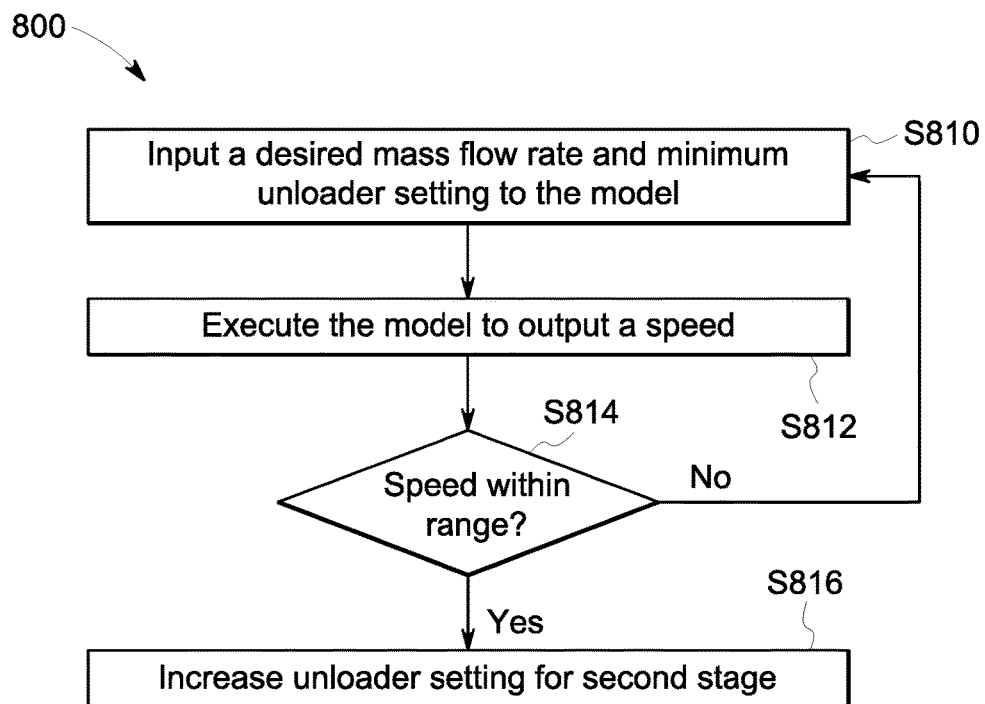 800
S810
Input a desired mass flow rate and minimum
unloader setting to the model
Execute the model to output a speed
S812
S814
Speed within
range?
No
Yes
S816
Increase unloader setting for second stage